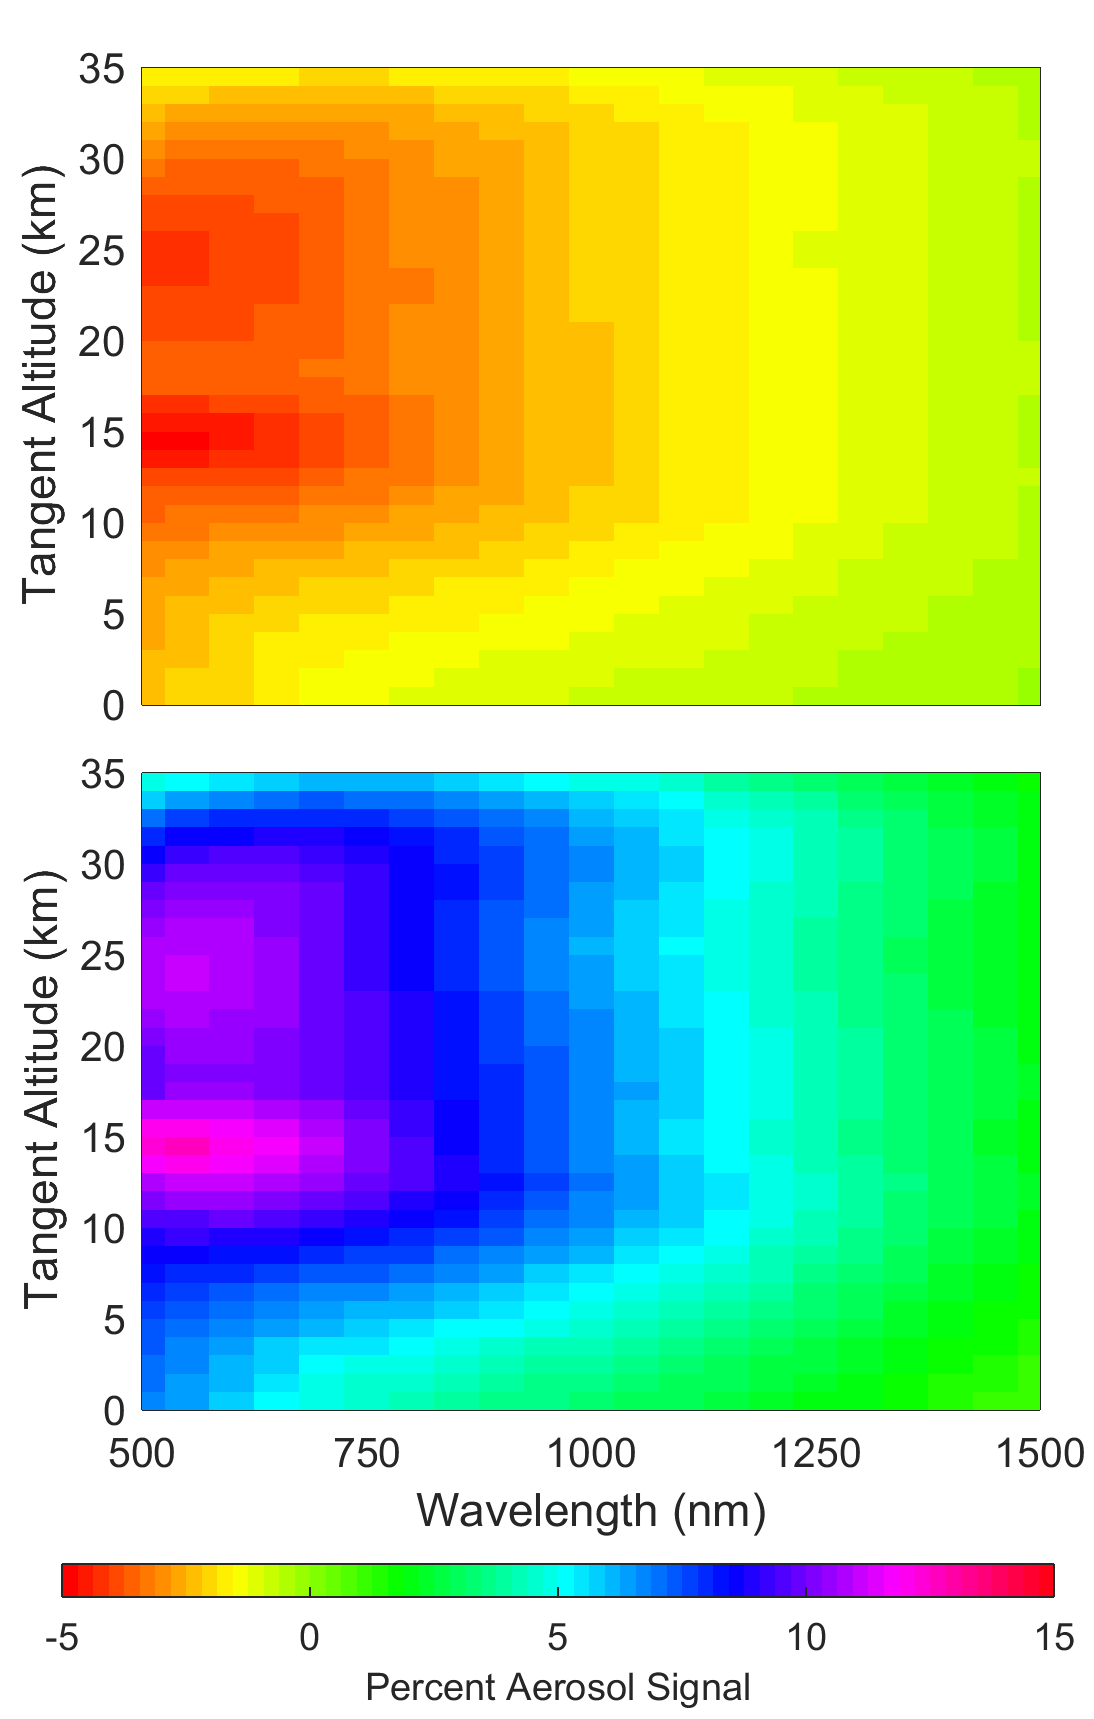 35
30
25
20
15
10
5
0
Tangent Altitude (km)
35
30
25
20
15
10
5
0
Tangent Altitude (km)
500 750 1000 1250 1500
Wavelength (nm)
-5 0 5 10 15
Percent Aerosol Signal